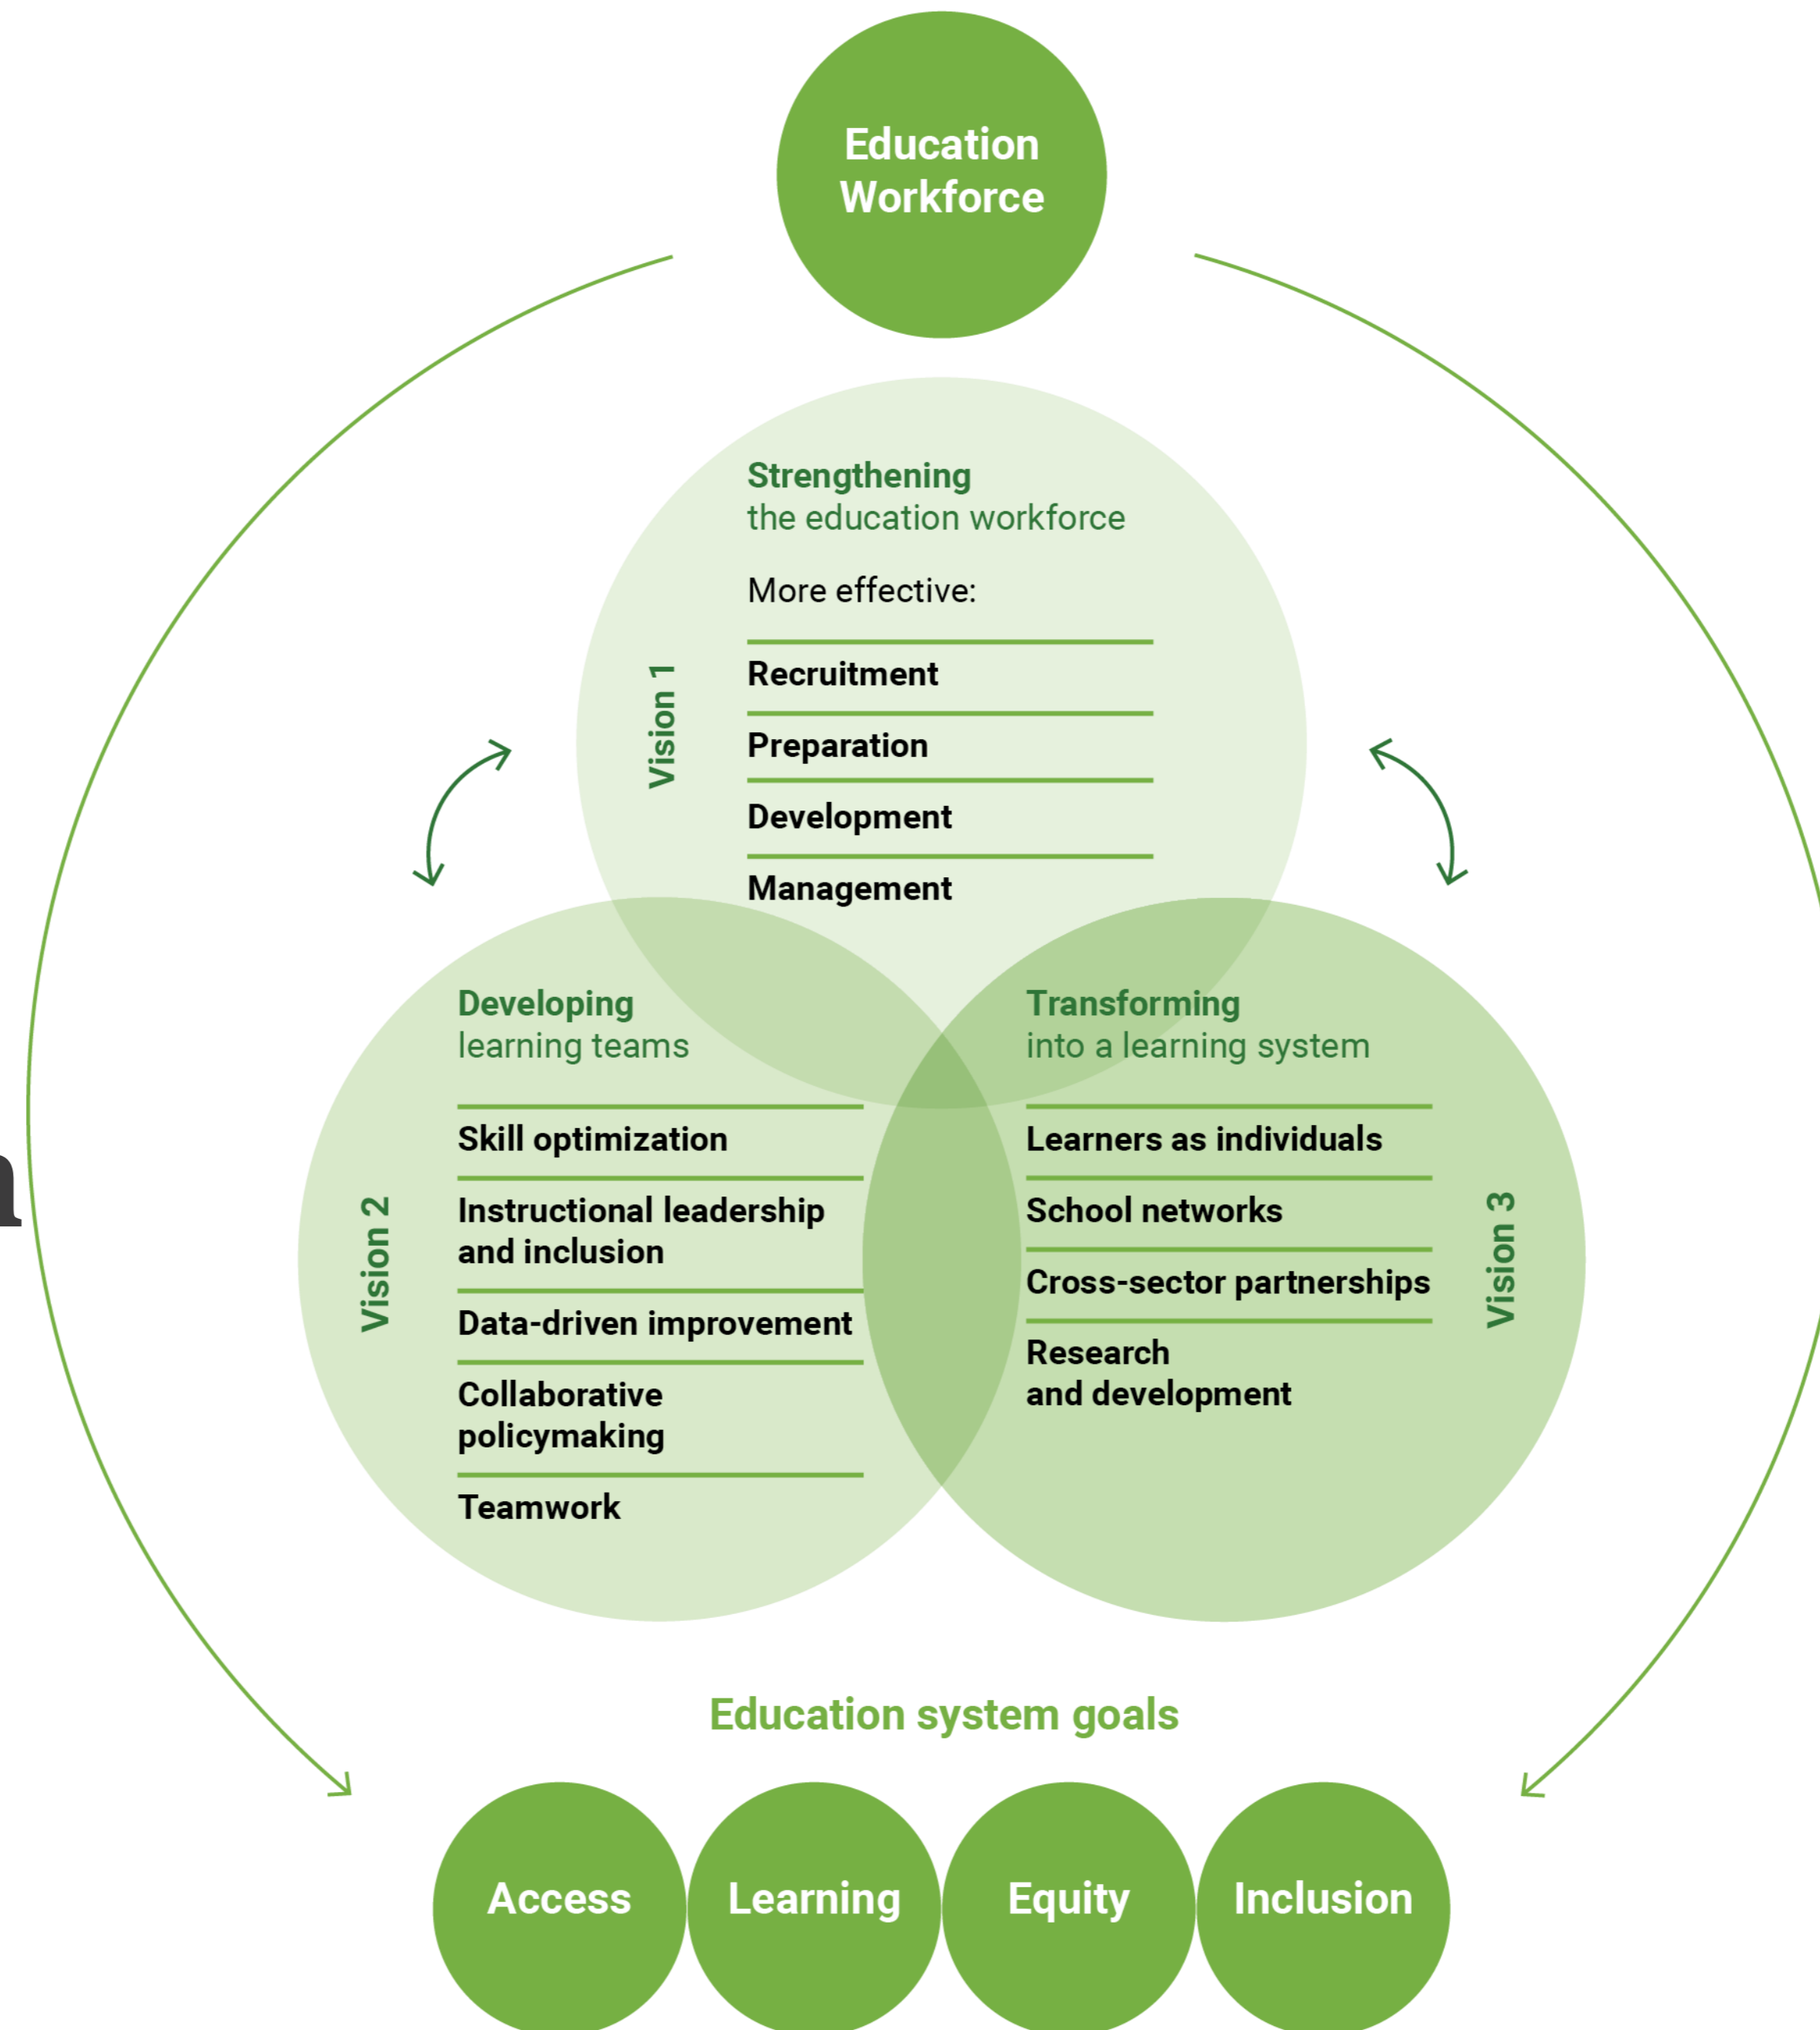 Education
Workforce
Strengthening
the education workforce
More effective:
Vision 1
Recruitment
Preparation
Development
Management
Developing
learning teams
Vision 2
Skill optimization
Instructional leadership
and inclusion
Data-driven improvement
Collaborative
policymaking
Teamwork
Transforming
into a learning system
Learners as individuals
School networks
Cross-sector partnerships
Research
and development
Vision 3
Education system goals
Access
Learning
Equity
Inclusion